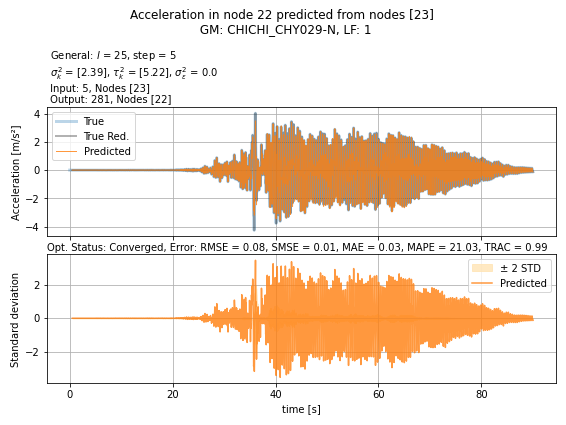 Acceleration in node 22 predicted from nodes [23]
GM: CHICHI_CHY029-N, LF: 1
General: l = 25, step = 5
σ²ₖ = [2.39], τ²ₖ = [5.22], σ²ε = 0.0
Input: 5, Nodes [23]
Output: 281, Nodes [22]
4
2
0
−2
−4
Acceleration [m/s²]
True
True Red.
Predicted
Opt. Status: Converged, Error: RMSE = 0.08, SMSE = 0.01, MAE = 0.03, MAPE = 21.03, TRAC = 0.99
2
0
−2
Standard deviation
± 2 STD
Predicted
0 20 40 60 80
time [s]